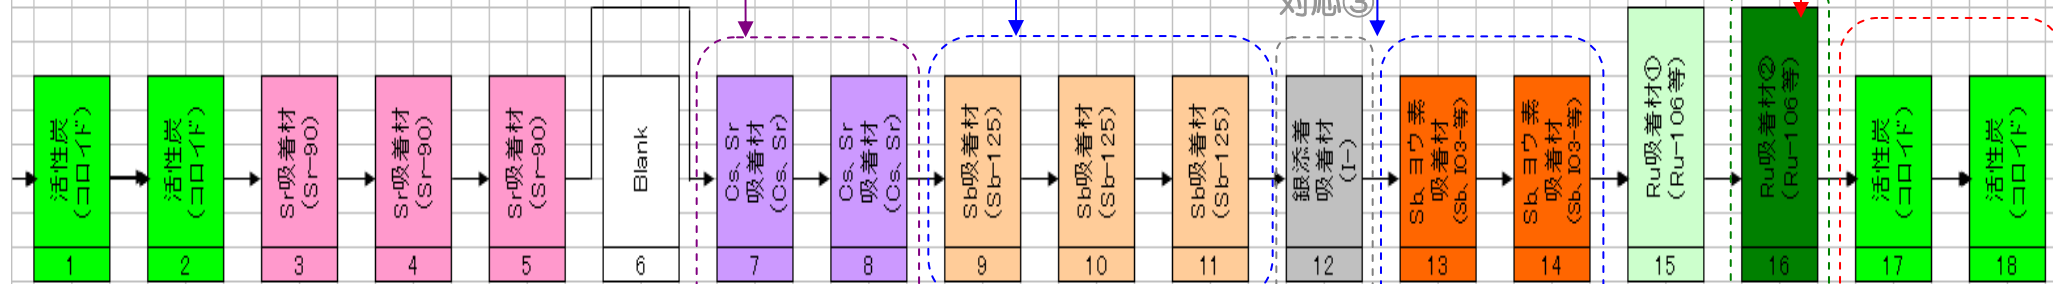 対応③
活性炭
(コロイド)
1
活性炭
(コロイド)
2
Sr吸着材
(Sr-90)
3
Sr吸着材
(Sr-90)
4
Sr吸着材
(Sr-90)
5
Blank
6
Cs、Sr
吸着材
(Cs、Sr)
7
Cs、Sr
吸着材
(Cs、Sr)
8
Sb吸着材
(Sb-125)
9
Sb吸着材
(Sb-125)
10
Sb吸着材
(Sb-125)
11
銀添着
吸着材
(I-)
12
Sb、ヨウ素
吸着材
(Sb、IO3-等)
13
Sb、ヨウ素
吸着材
(Sb、IO3-等)
14
Ru吸着材①
(Ru-106等)
15
Ru吸着材②
(Ru-106等)
16
活性炭
(コロイド)
17
活性炭
(コロイド)
18